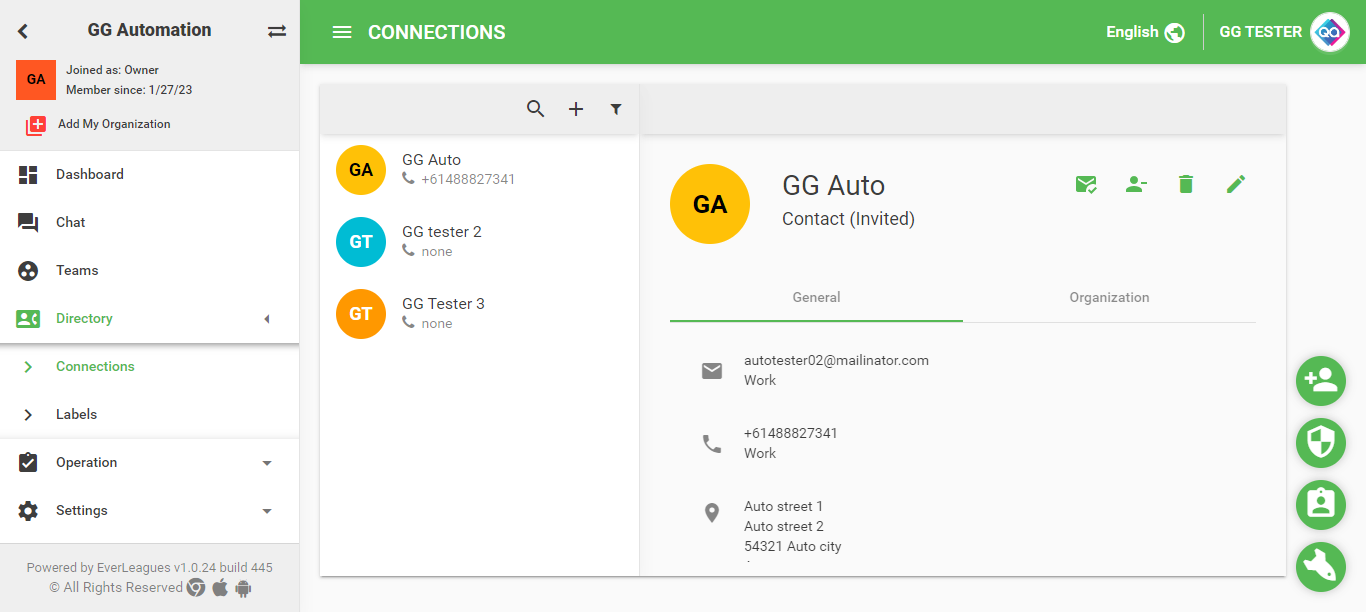 GG Automation
GA
Joined as: Owner
Member since: 1/27/23
Add My Organization
Dashboard
Chat
Teams
Directory
Connections
Labels
Operation
Settings
Powered by EverLeagues v1.0.24 build 445
© All Rights Reserved
CONNECTIONS
English
GG TESTER
QA
GA
GG Auto
+61488827341
GT
GG tester 2
none
GT
GG Tester 3
none
GA
GG Auto
Contact (Invited)
General
Organization
autotester02@mailinator.com
Work
+61488827341
Work
Auto street 1
Auto street 2
54321 Auto city